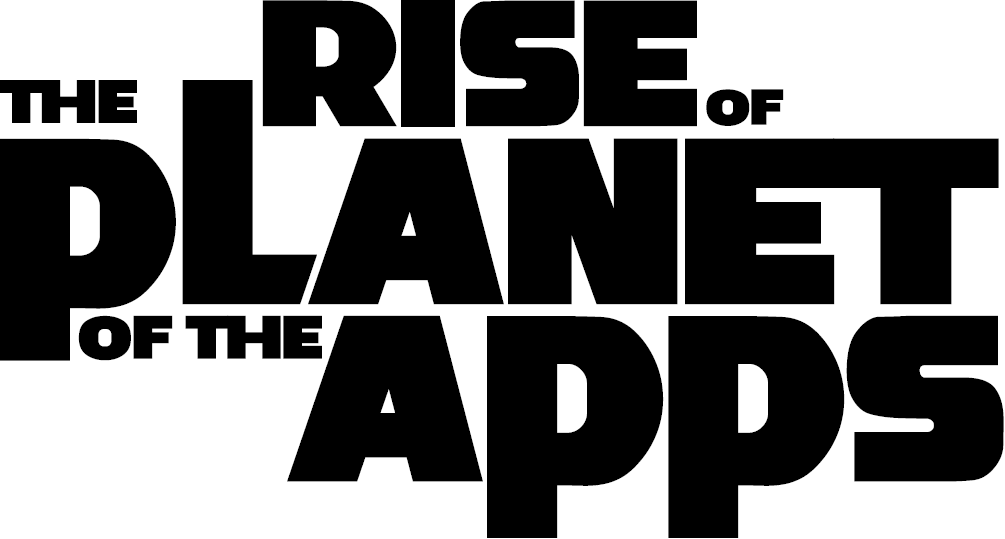 THE RISE OF
PLANET
OF THE APPS